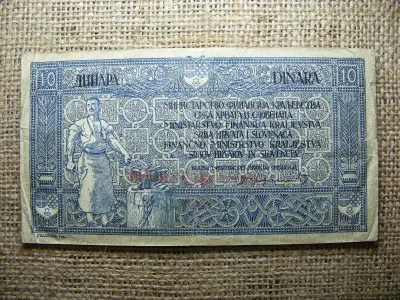 10 10
ДИНАРА DINARA
МИНИСТАРСТВО ФИНАНСИЈА КРАЉЕВСТВА
СРБА ХРВАТА И СЛОВЕНАЦА
MINISTARSTVO FINANCIJA KRALJEVSTVA
SRBA HRVATA I SLOVENACA
FINANČNO MINISTRSTVO KRALJESTVA
SRBOV HRVATOV IN SLOVENCEV